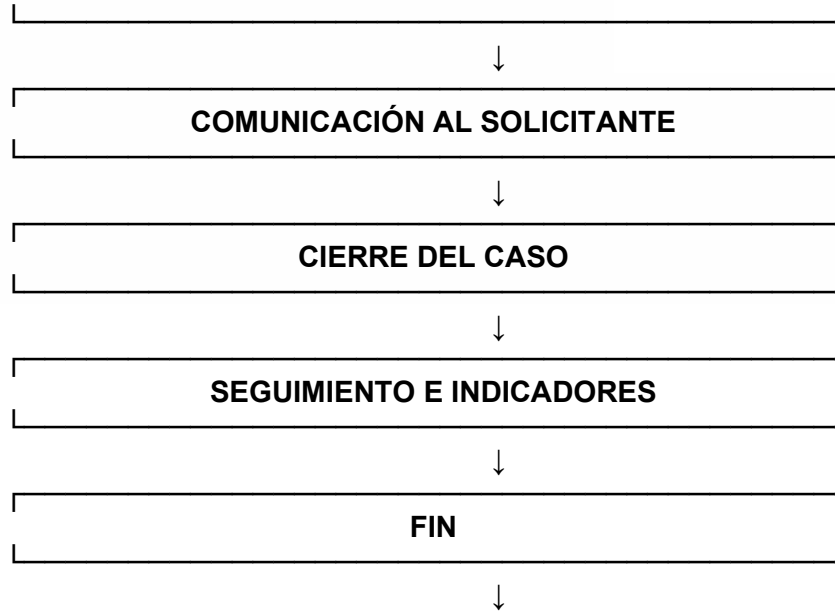 ↓
COMUNICACIÓN AL SOLICITANTE
↓
CIERRE DEL CASO
↓
SEGUIMIENTO E INDICADORES
↓
FIN
↓